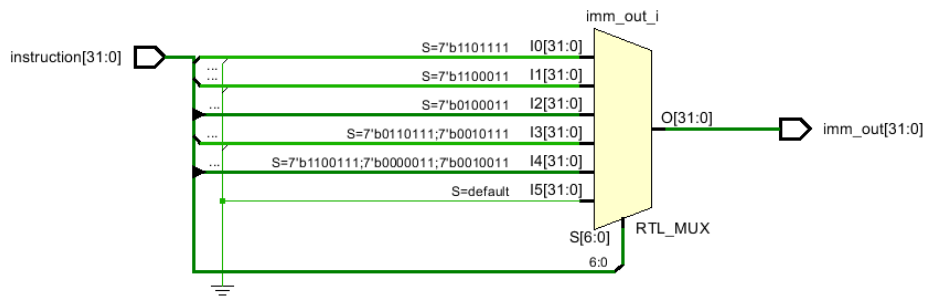 imm_out_i
instruction[31:0]
S=7'b1101111 I0[31:0]
...
...
S=7'b1100011 I1[31:0]
...
S=7'b0100011 I2[31:0]
O[31:0]
imm_out[31:0]
S=7'b0110111;7'b0010111 I3[31:0]
...
S=7'b1100111;7'b0000011;7'b0010011 I4[31:0]
S=default I5[31:0]
S[6:0]
RTL_MUX
6:0